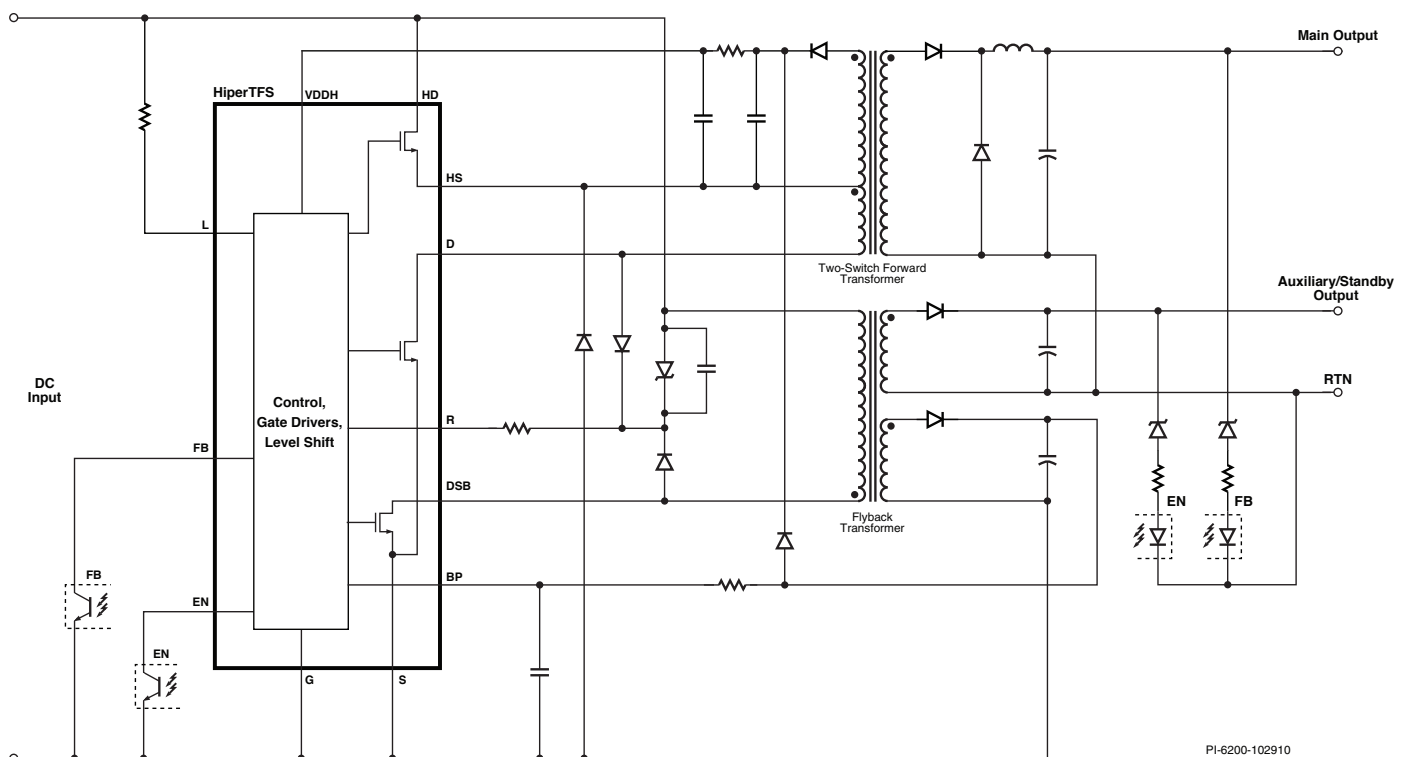 Main Output
HiperTFS
VDDH
HD
HS
L
D
Two-Switch Forward
Transformer
Auxiliary/Standby
Output
DC
Input
RTN
Control,
Gate Drivers,
Level Shift
R
FB
DSB
EN
FB
Flyback
Transformer
FB
BP
EN
EN
G
S
PI-6200-102910